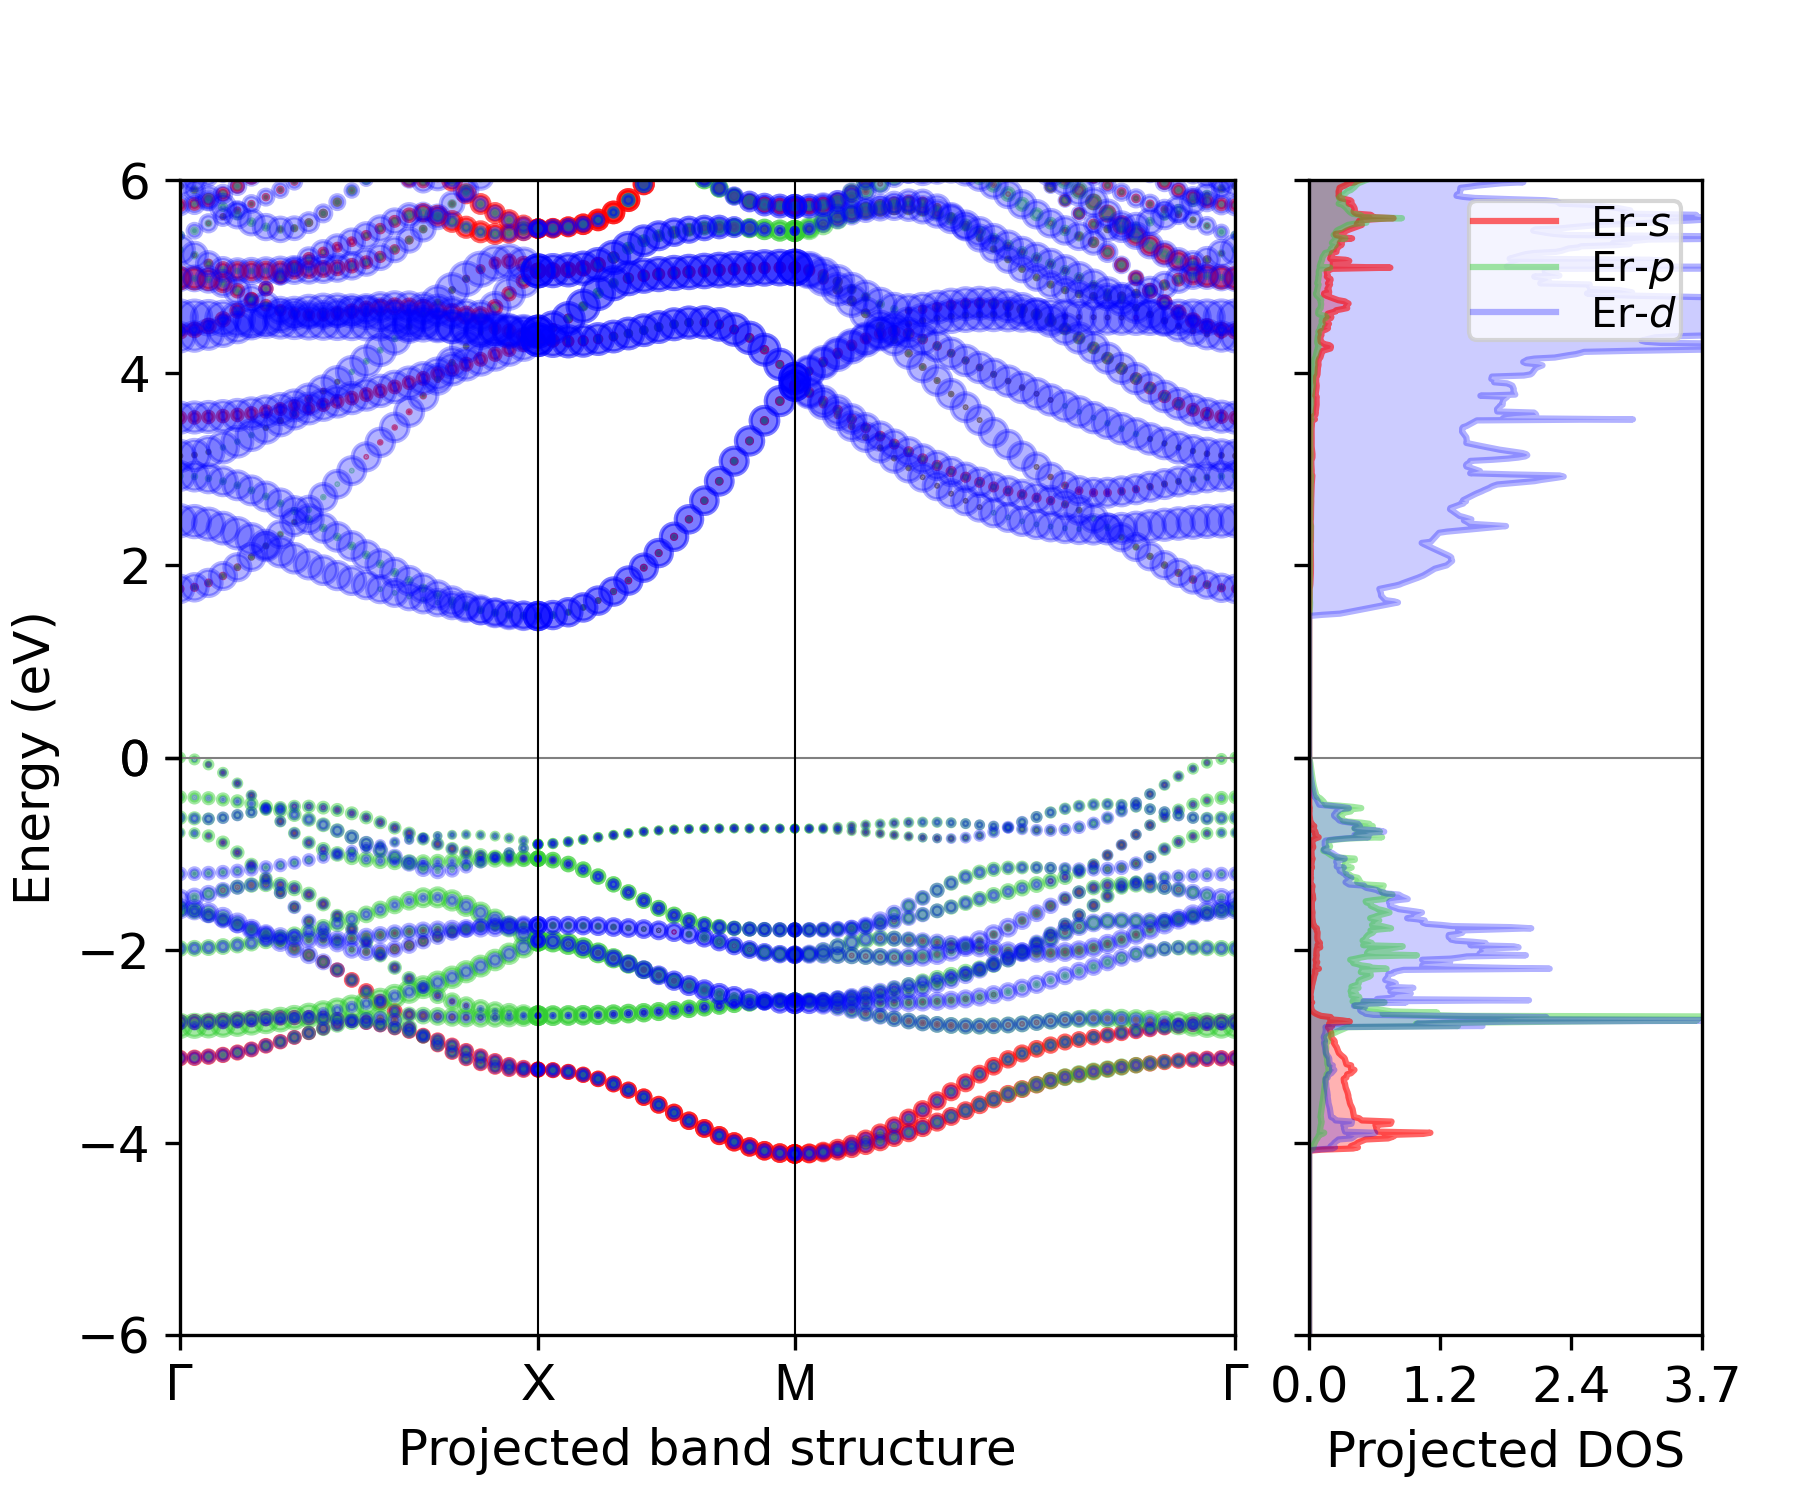 6
4
2
0
−2
−4
−6
Energy (eV)
Γ
X
M
Γ
Projected band structure
Er-s
Er-p
Er-d
0.0
1.2
2.4
3.7
Projected DOS